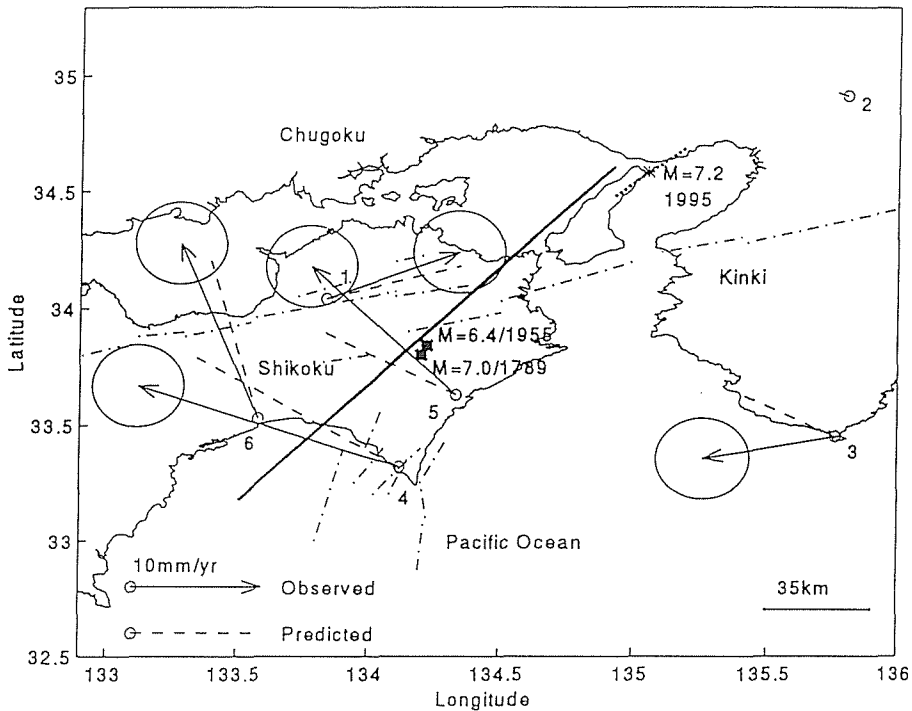 35
34.5
34
33.5
33
32.5
133
133.5
134
134.5
135
135.5
136
Latitude
Longitude
Chugoku
2
M=7.2
1995
Kinki
1
M=6.4/1955
Shikoku
M=7.0/1789
5
6
3
4
Pacific Ocean
10mm/yr
Observed
Predicted
35km